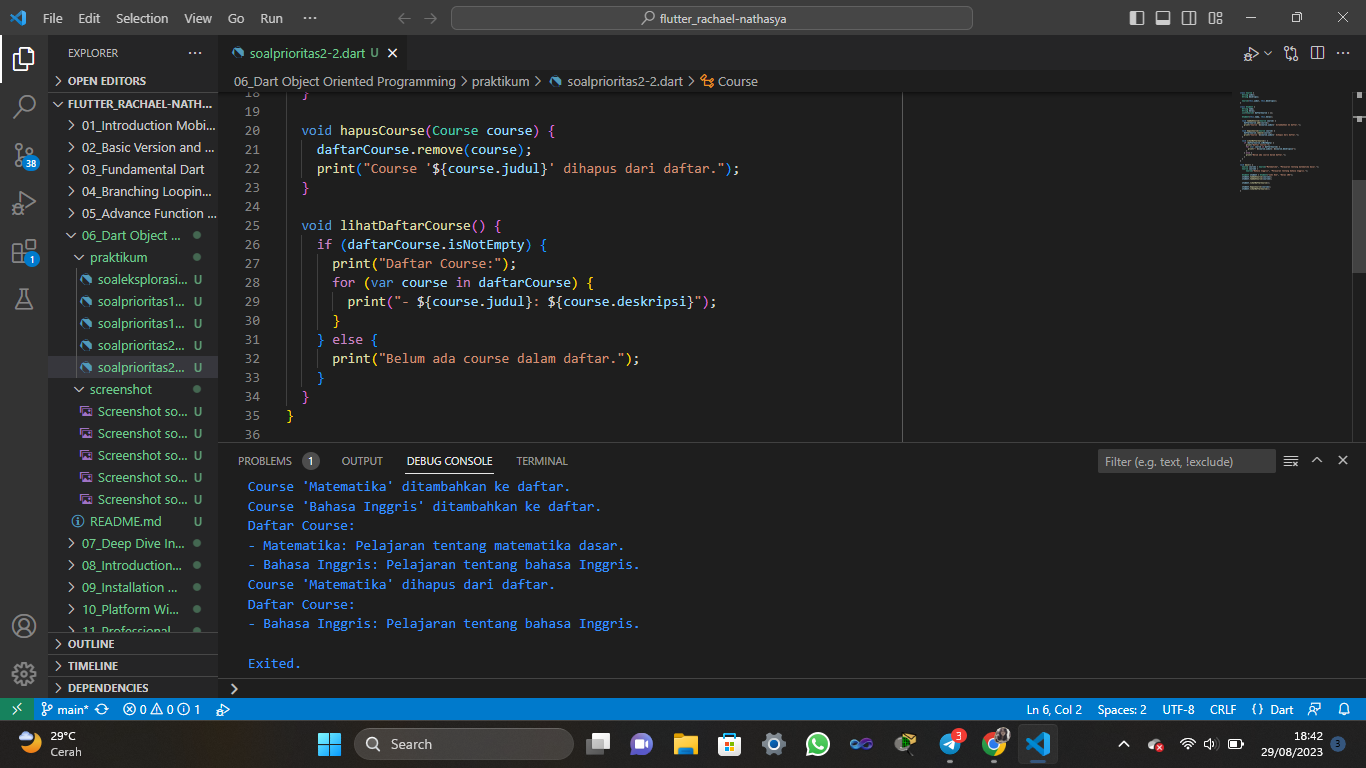 File Edit Selection View Go Run ··· flutter_rachael-nathasya
EXPLORER ···
OPEN EDITORS
FLUTTER_RACHAEL-NATH...
01_Introduction Mobi...
02_Basic Version and ...
03_Fundamental Dart
04_Branching Loopin...
05_Advance Function ...
06_Dart Object ...
praktikum
soaleksplorasi... U
soalprioritas1... U
soalprioritas1... U
soalprioritas2... U
soalprioritas2... U
screenshot
Screenshot so... U
Screenshot so... U
Screenshot so... U
Screenshot so... U
Screenshot so... U
README.md U
07_Deep Dive In...
08_Introduction...
09_Installation ...
10_Platform Wi...
11_Professional
OUTLINE
TIMELINE
DEPENDENCIES
38
1
soalprioritas2-2.dart U
06_Dart Object Oriented Programming > praktikum > soalprioritas2-2.dart > Course
18 }
19
20 void hapusCourse(Course course) {
21 daftarCourse.remove(course);
22 print("Course '${course.judul}' dihapus dari daftar.");
23 }
24
25 void lihatDaftarCourse() {
26 if (daftarCourse.isNotEmpty) {
27 print("Daftar Course:");
28 for (var course in daftarCourse) {
29 print("- ${course.judul}: ${course.deskripsi}");
30 }
31 } else {
32 print("Belum ada course dalam daftar.");
33 }
34 }
35 }
36
PROBLEMS 1 OUTPUT DEBUG CONSOLE TERMINAL Filter (e.g. text, !exclude)
Course 'Matematika' ditambahkan ke daftar.
Course 'Bahasa Inggris' ditambahkan ke daftar.
Daftar Course:
- Matematika: Pelajaran tentang matematika dasar.
- Bahasa Inggris: Pelajaran tentang bahasa Inggris.
Course 'Matematika' dihapus dari daftar.
Daftar Course:
- Bahasa Inggris: Pelajaran tentang bahasa Inggris.
Exited.
main* 0 0 1 Ln 6, Col 2 Spaces: 2 UTF-8 CRLF {} Dart
29°C
Cerah
Search
3
18:42
29/08/2023
3